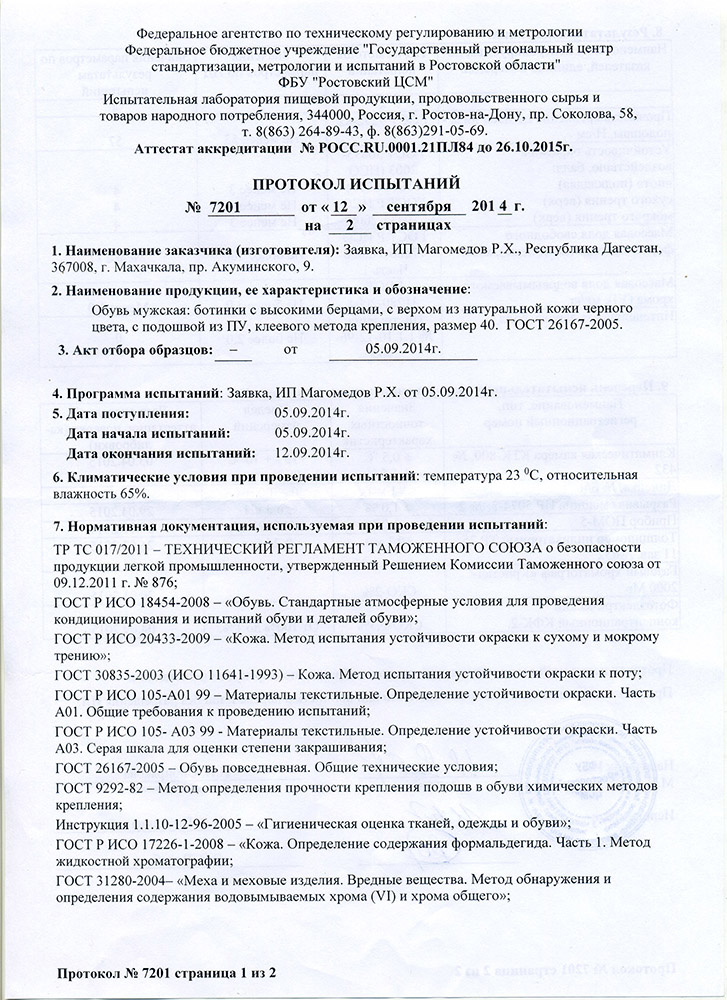 Федеральное агентство по техническому регулированию и метрологии
Федеральное бюджетное учреждение "Государственный региональный центр
стандартизации, метрологии и испытаний в Ростовской области"
ФБУ "Ростовский ЦСМ"
Испытательная лаборатория пищевой продукции, продовольственного сырья и
товаров народного потребления, 344000, Россия, г. Ростов-на-Дону, пр. Соколова, 58,
т. 8(863) 264-89-43, ф. 8(863)291-05-69.
Аттестат аккредитации № РОСС.RU.0001.21ПЛ84 до 26.10.2015г.
ПРОТОКОЛ ИСПЫТАНИЙ
№ 7201 от « 12 » сентября 201 4 г.
на 2 страницах
1. Наименование заказчика (изготовителя): Заявка, ИП Магомедов Р.Х., Республика Дагестан,
367008, г. Махачкала, пр. Акуминского, 9.
2. Наименование продукции, ее характеристика и обозначение:
Обувь мужская: ботинки с высокими берцами, с верхом из натуральной кожи черного
цвета, с подошвой из ПУ, клеевого метода крепления, размер 40. ГОСТ 26167-2005.
3. Акт отбора образцов: – от 05.09.2014г.
4. Программа испытаний: Заявка, ИП Магомедов Р.Х. от 05.09.2014г.
5. Дата поступления: 05.09.2014г.
Дата начала испытаний: 05.09.2014г.
Дата окончания испытаний: 12.09.2014г.
6. Климатические условия при проведении испытаний: температура 23 ⁰С, относительная
влажность 65%.
7. Нормативная документация, используемая при проведении испытаний:
ТР ТС 017/2011 – ТЕХНИЧЕСКИЙ РЕГЛАМЕНТ ТАМОЖЕННОГО СОЮЗА о безопасности
продукции легкой промышленности, утвержденный Решением Комиссии Таможенного союза от
09.12.2011 г. № 876;
ГОСТ Р ИСО 18454-2008 – «Обувь. Стандартные атмосферные условия для проведения
кондиционирования и испытаний обуви и деталей обуви»;
ГОСТ Р ИСО 20433-2009 – «Кожа. Метод испытания устойчивости окраски к сухому и мокрому
трению»;
ГОСТ 30835-2003 (ИСО 11641-1993) – Кожа. Метод испытания устойчивости окраски к поту;
ГОСТ Р ИСО 105-А01 99 – Материалы текстильные. Определение устойчивости окраски. Часть
А01. Общие требования к проведению испытаний;
ГОСТ Р ИСО 105- А03 99 - Материалы текстильные. Определение устойчивости окраски. Часть
А03. Серая шкала для оценки степени закрашивания;
ГОСТ 26167-2005 – Обувь повседневная. Общие технические условия;
ГОСТ 9292-82 – Метод определения прочности крепления подошв в обуви химических методов
крепления;
Инструкция 1.1.10-12-96-2005 – «Гигиеническая оценка тканей, одежды и обуви»;
ГОСТ Р ИСО 17226-1-2008 – «Кожа. Определение содержания формальдегида. Часть 1. Метод
жидкостной хроматографии;
ГОСТ 31280-2004– «Меха и меховые изделия. Вредные вещества. Метод обнаружения и
определения содержания водовымываемых хрома (VI) и хрома общего»;
Протокол № 7201 страница 1 из 2